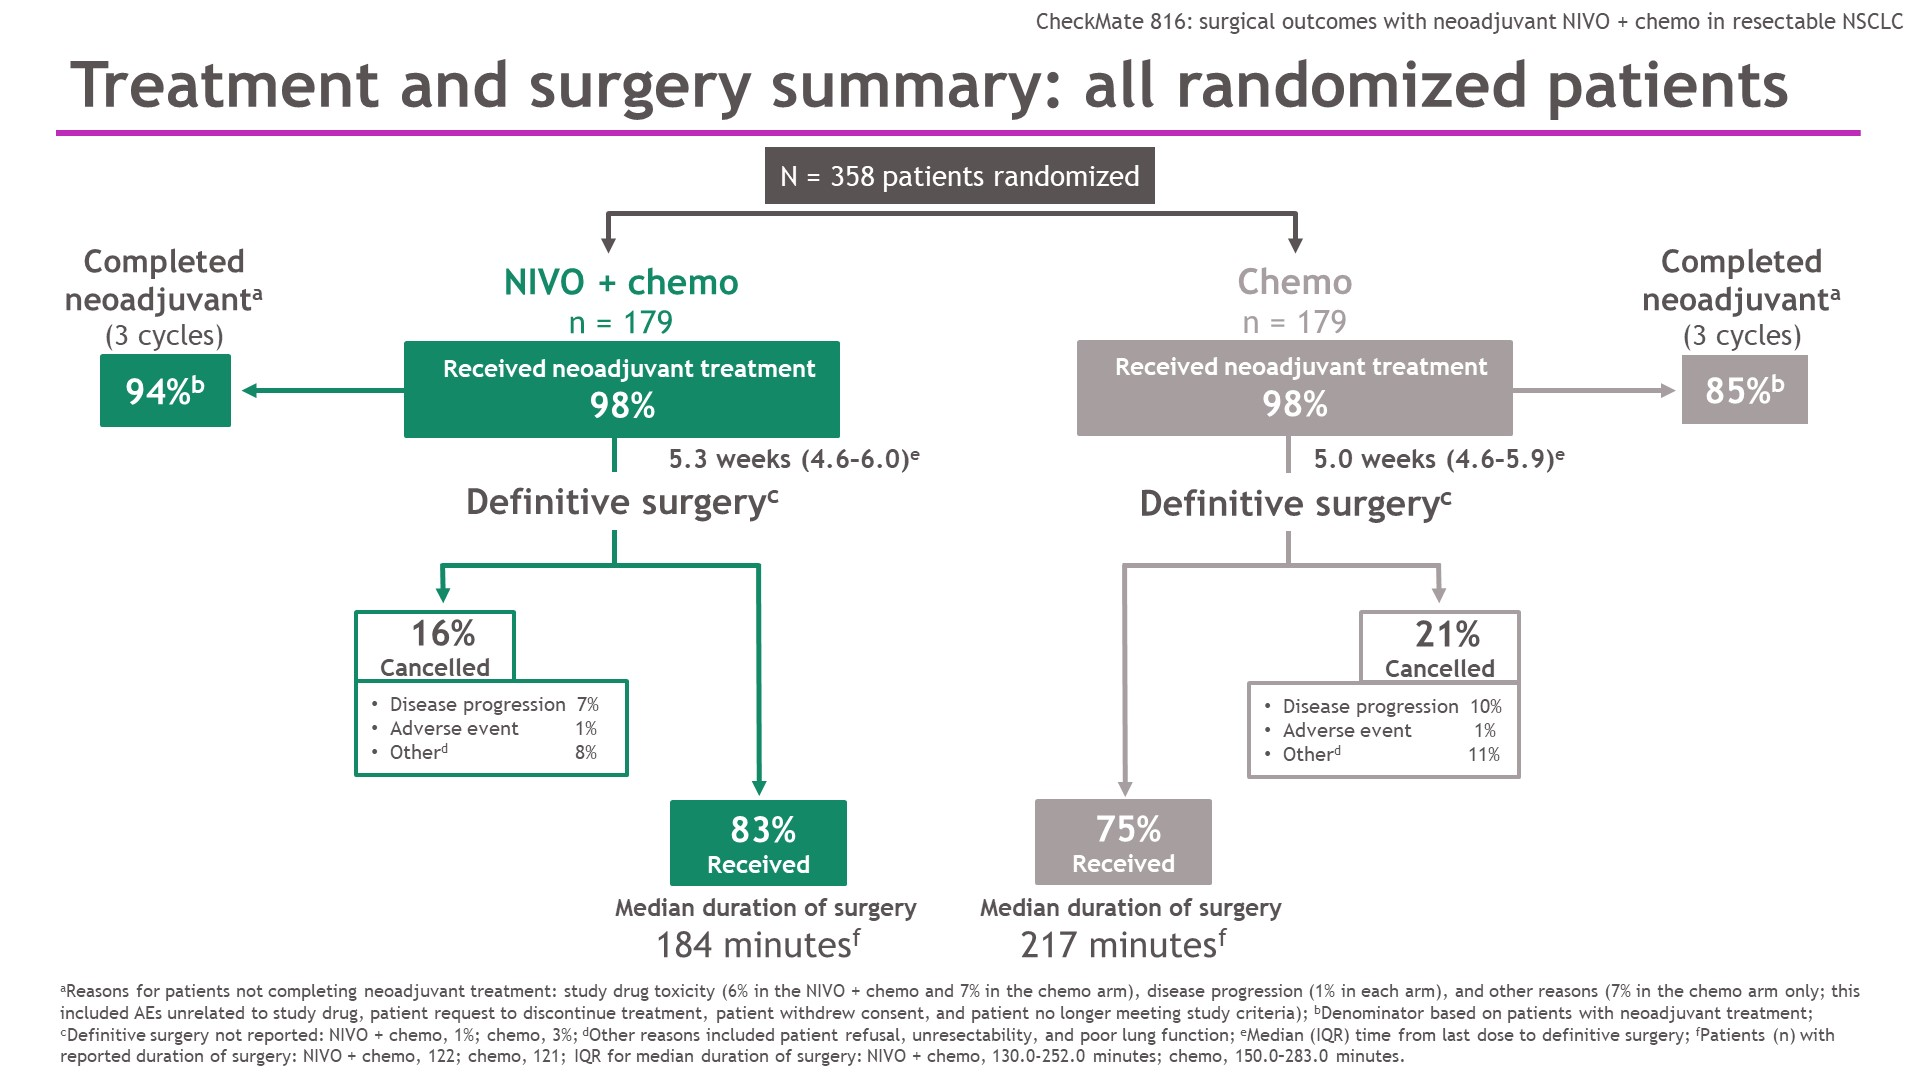 CheckMate 816: surgical outcomes with neoadjuvant NIVO + chemo in resectable NSCLC
Treatment and surgery summary: all randomized patients
N = 358 patients randomized
Completed
neoadjuvantᵃ
(3 cycles)
94%ᵇ
NIVO + chemo
n = 179
Received neoadjuvant treatment
98%
5.3 weeks (4.6–6.0)ᵉ
Definitive surgeryᶜ
16%
Cancelled
• Disease progression 7%
• Adverse event 1%
• Otherᵈ 8%
83%
Received
Median duration of surgery
184 minutesᶠ
Chemo
n = 179
Received neoadjuvant treatment
98%
Completed
neoadjuvantᵃ
(3 cycles)
85%ᵇ
5.0 weeks (4.6–5.9)ᵉ
Definitive surgeryᶜ
21%
Cancelled
• Disease progression 10%
• Adverse event 1%
• Otherᵈ 11%
75%
Received
Median duration of surgery
217 minutesᶠ
ᵃReasons for patients not completing neoadjuvant treatment: study drug toxicity (6% in the NIVO + chemo and 7% in the chemo arm), disease progression (1% in each arm), and other reasons (7% in the chemo arm only; this
included AEs unrelated to study drug, patient request to discontinue treatment, patient withdrew consent, and patient no longer meeting study criteria); ᵇDenominator based on patients with neoadjuvant treatment;
ᶜDefinitive surgery not reported: NIVO + chemo, 1%; chemo, 3%; ᵈOther reasons included patient refusal, unresectability, and poor lung function; ᵉMedian (IQR) time from last dose to definitive surgery; ᶠPatients (n) with
reported duration of surgery: NIVO + chemo, 122; chemo, 121; IQR for median duration of surgery: NIVO + chemo, 130.0-252.0 minutes; chemo, 150.0–283.0 minutes.